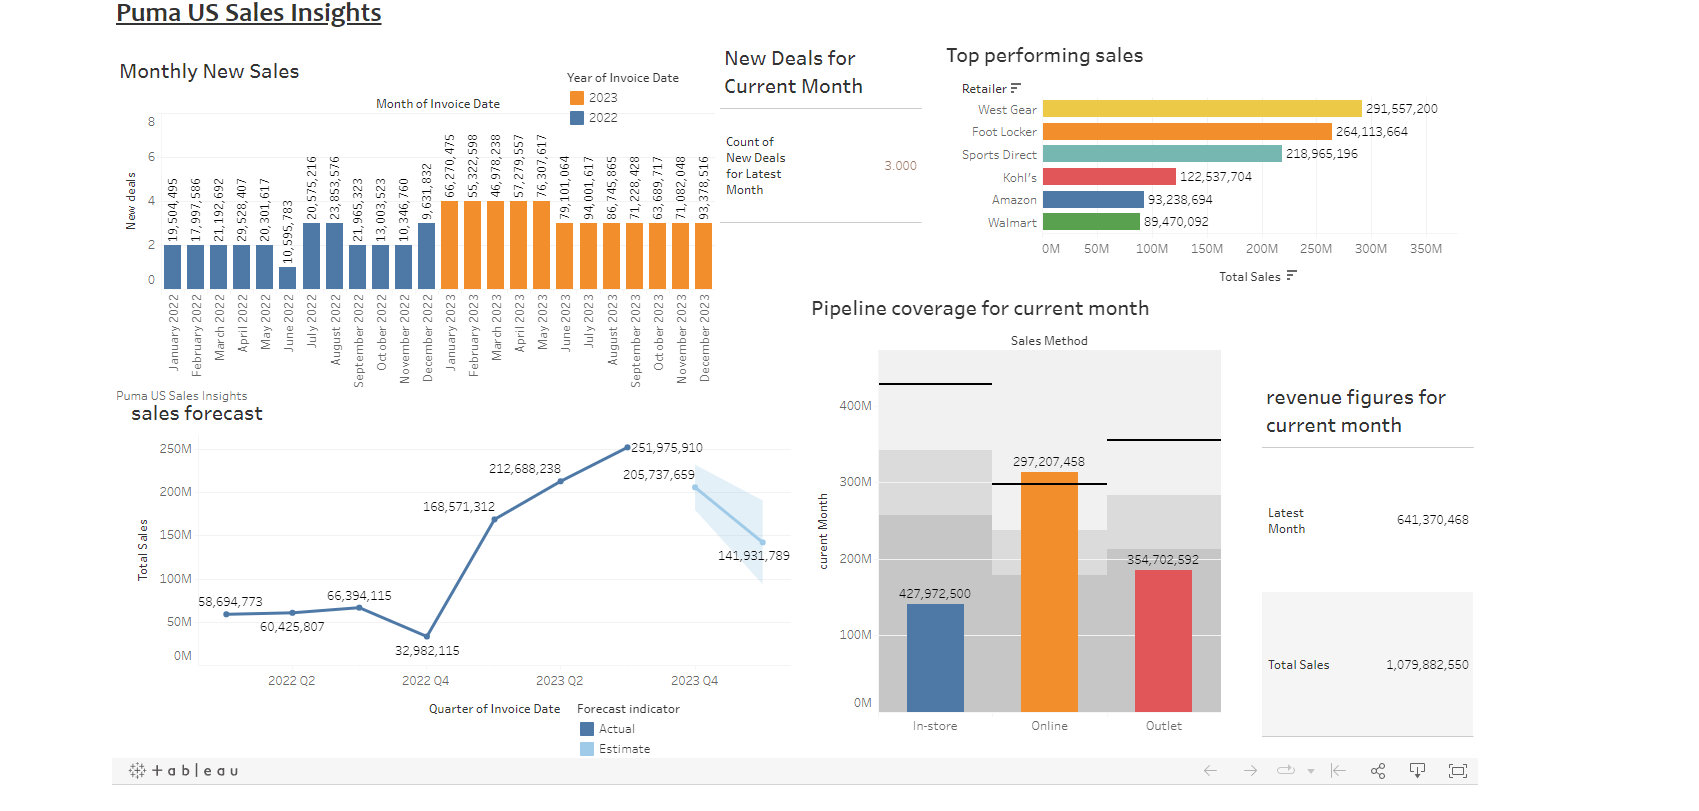 Puma US Sales Insights
Monthly New Sales
Year of Invoice Date
2023
2022
Month of Invoice Date
New deals
8
6
4
2
0
19,504,495
17,997,586
21,192,692
29,528,407
20,301,617
10,595,783
20,575,216
23,853,576
21,965,323
13,003,523
10,346,760
9,631,832
66,270,475
55,322,598
46,978,238
57,279,557
76,307,617
79,101,064
94,001,617
86,745,865
71,228,428
63,689,717
71,082,048
93,378,516
January 2022
February 2022
March 2022
April 2022
May 2022
June 2022
July 2022
August 2022
September 2022
October 2022
November 2022
December 2022
January 2023
February 2023
March 2023
April 2023
May 2023
June 2023
July 2023
August 2023
September 2023
October 2023
November 2023
December 2023
New Deals for
Current Month
Count of
New Deals
for Latest
Month
3.000
Top performing sales
Retailer
West Gear 291,557,200
Foot Locker 264,113,664
Sports Direct 218,965,196
Kohl's 122,537,704
Amazon 93,238,694
Walmart 89,470,092
0M 50M 100M 150M 200M 250M 300M 350M
Total Sales
Puma US Sales Insights
sales forecast
Total Sales
250M
200M
150M
100M
50M
0M
58,694,773
60,425,807
66,394,115
32,982,115
168,571,312
212,688,238
251,975,910
205,737,659
141,931,789
2022 Q2 2022 Q4 2023 Q2 2023 Q4
Quarter of Invoice Date
Forecast indicator
Actual
Estimate
Pipeline coverage for current month
Sales Method
curent Month
400M
300M
200M
100M
0M
427,972,500
297,207,458
354,702,592
In-store Online Outlet
revenue figures for
current month
Latest
Month
641,370,468
Total Sales 1,079,882,550
+ableau